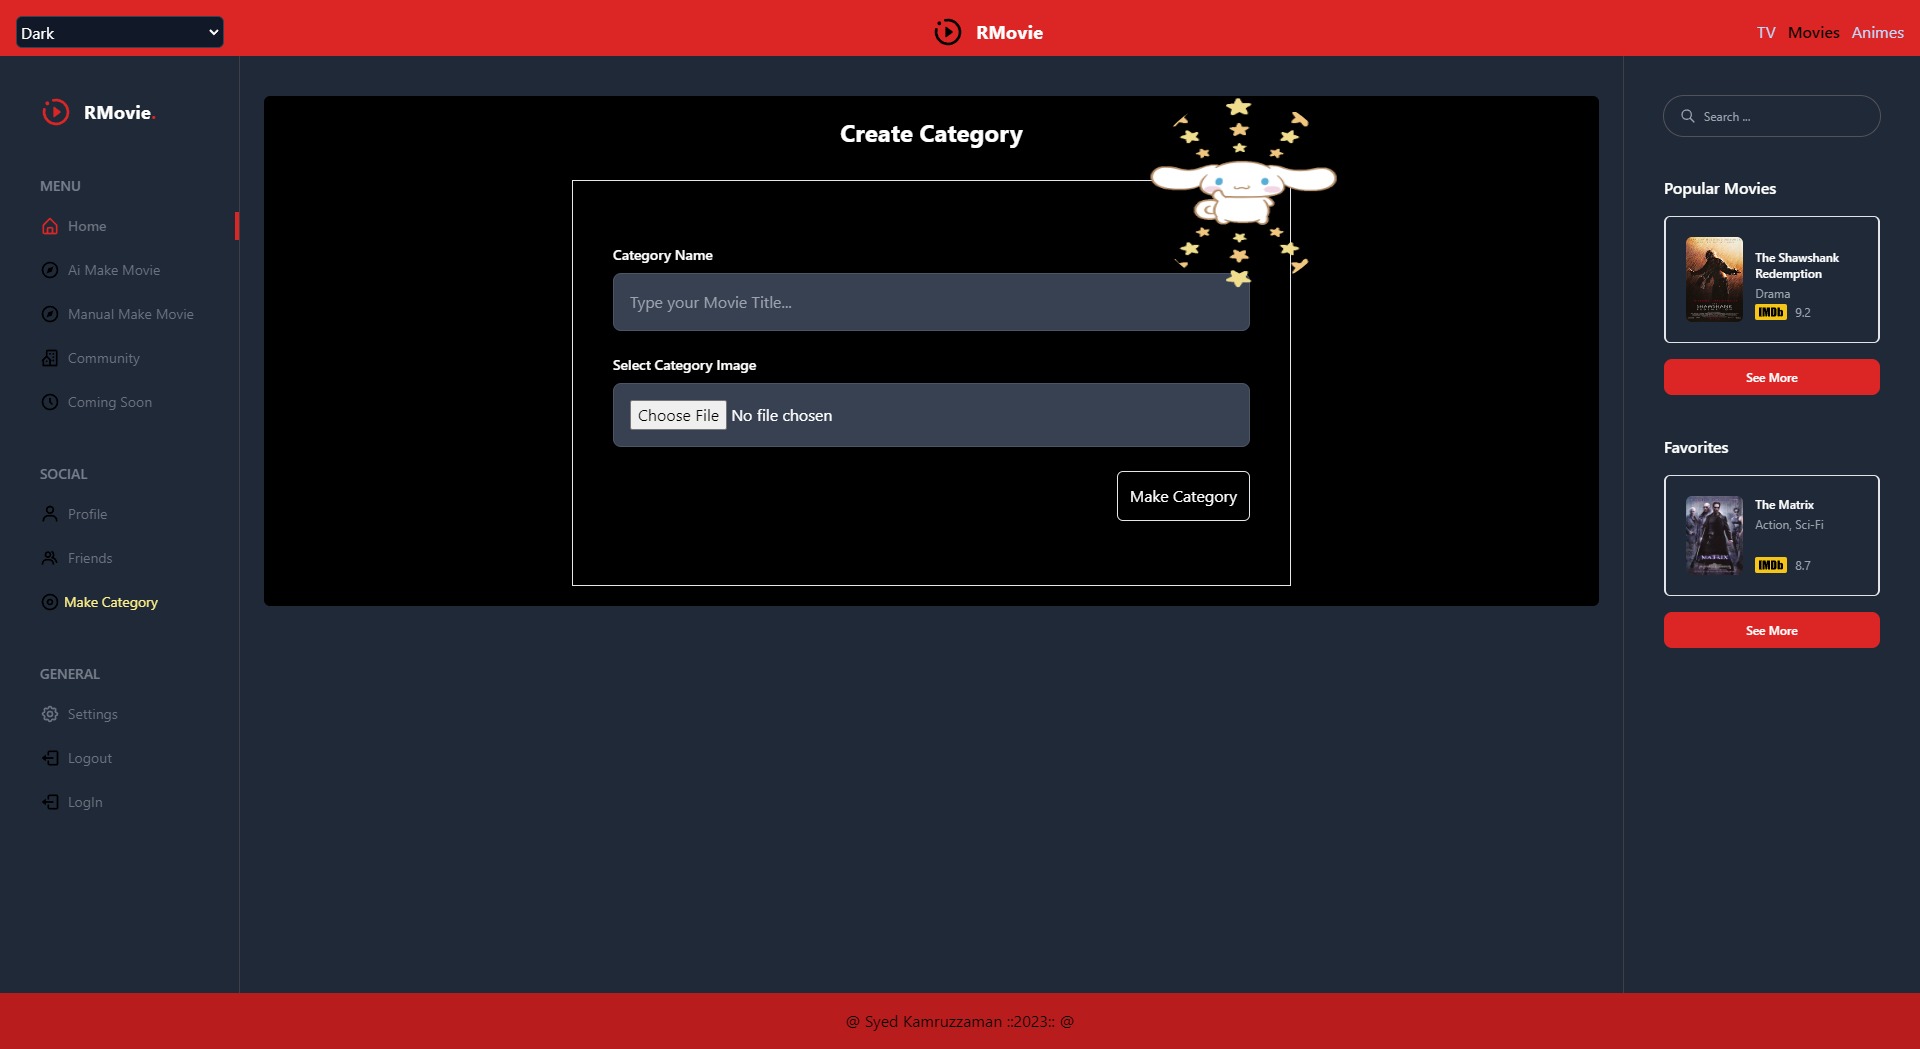 Dark
RMovie
TV Movies Animes
RMovie.
MENU
Home
Ai Make Movie
Manual Make Movie
Community
Coming Soon
SOCIAL
Profile
Friends
Make Category
GENERAL
Settings
Logout
LogIn
Create Category
Category Name
Type your Movie Title...
Select Category Image
Choose File No file chosen
Make Category
Search ...
Popular Movies
The Shawshank
Redemption
Drama
IMDb 9.2
See More
Favorites
The Matrix
Action, Sci-Fi
IMDb 8.7
See More
@ Syed Kamruzzaman ::2023:: @